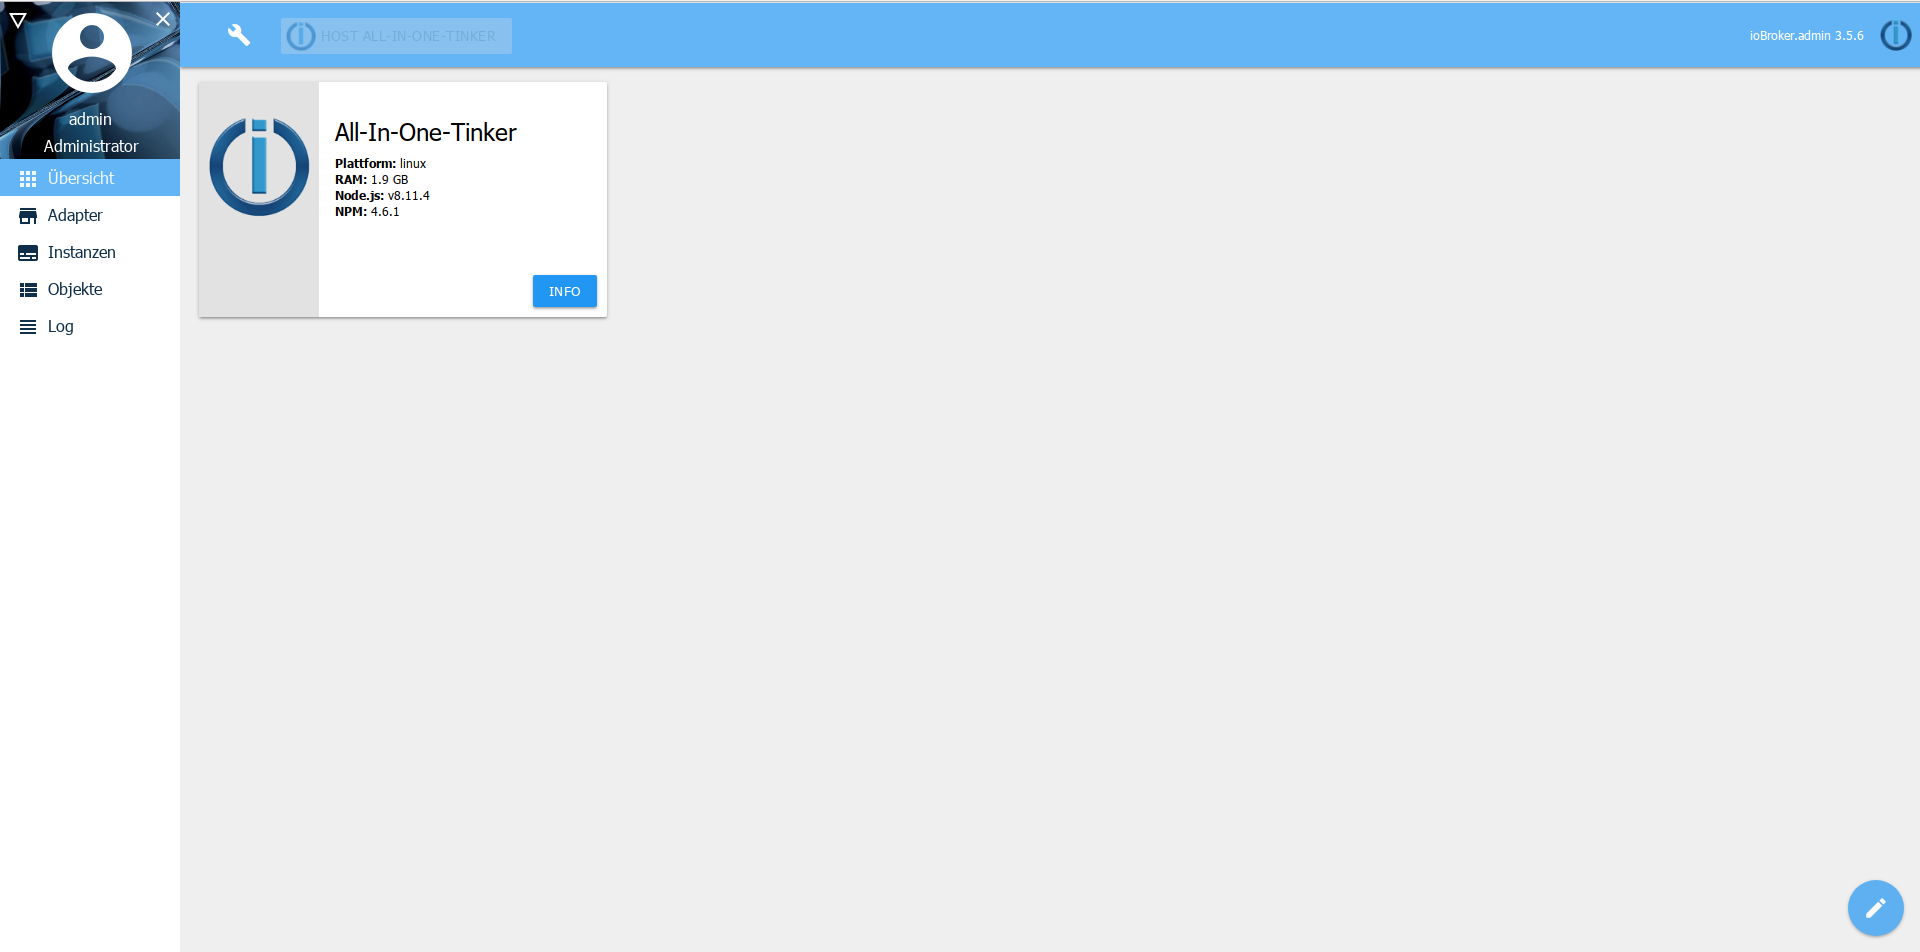 admin
Administrator
Übersicht
Adapter
Instanzen
Objekte
Log
HOST ALL-IN-ONE-TINKER
ioBroker.admin 3.5.6
All-In-One-Tinker
Plattform: linux
RAM: 1.9 GB
Node.js: v8.11.4
NPM: 4.6.1
INFO